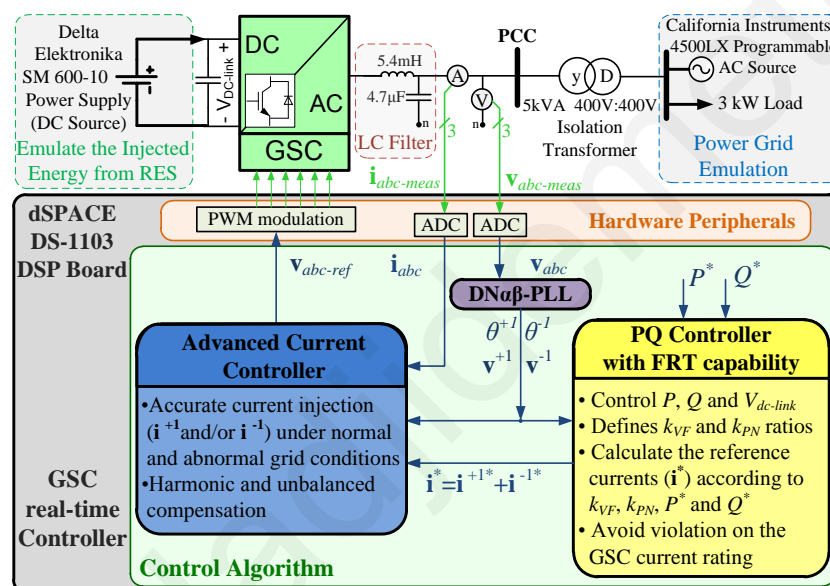 Delta
Elektronika
SM 600-10
Power Supply
(DC Source)
Emulate the Injected
Energy from RES
+
V_DC-link
-
DC
AC
GSC
5.4mH
4.7μF
n
LC Filter
A
3
V
n
3
PCC
y
D
5kVA 400V:400V
Isolation
Transformer
California Instruments
4500LX Programmable
AC Source
3 kW Load
Power Grid
Emulation
i_abc-meas
v_abc-meas
dSPACE
DS-1103
DSP Board
PWM modulation
ADC
ADC
Hardware Peripherals
v_abc-ref
i_abc
v_abc
P* Q*
DNαβ-PLL
θ^+1 θ^-1
v^+1 v^-1
Advanced Current
Controller
•Accurate current injection
(i^+1 and/or i^-1) under normal
and abnormal grid conditions
•Harmonic and unbalanced
compensation
i*=i^+1*+i^-1*
PQ Controller
with FRT capability
• Control P, Q and V_dc-link
• Defines k_VF and k_PN ratios
• Calculate the reference
currents (i*) according to
k_VF, k_PN, P* and Q*
• Avoid violation on the
GSC current rating
GSC
real-time
Controller
Control Algorithm